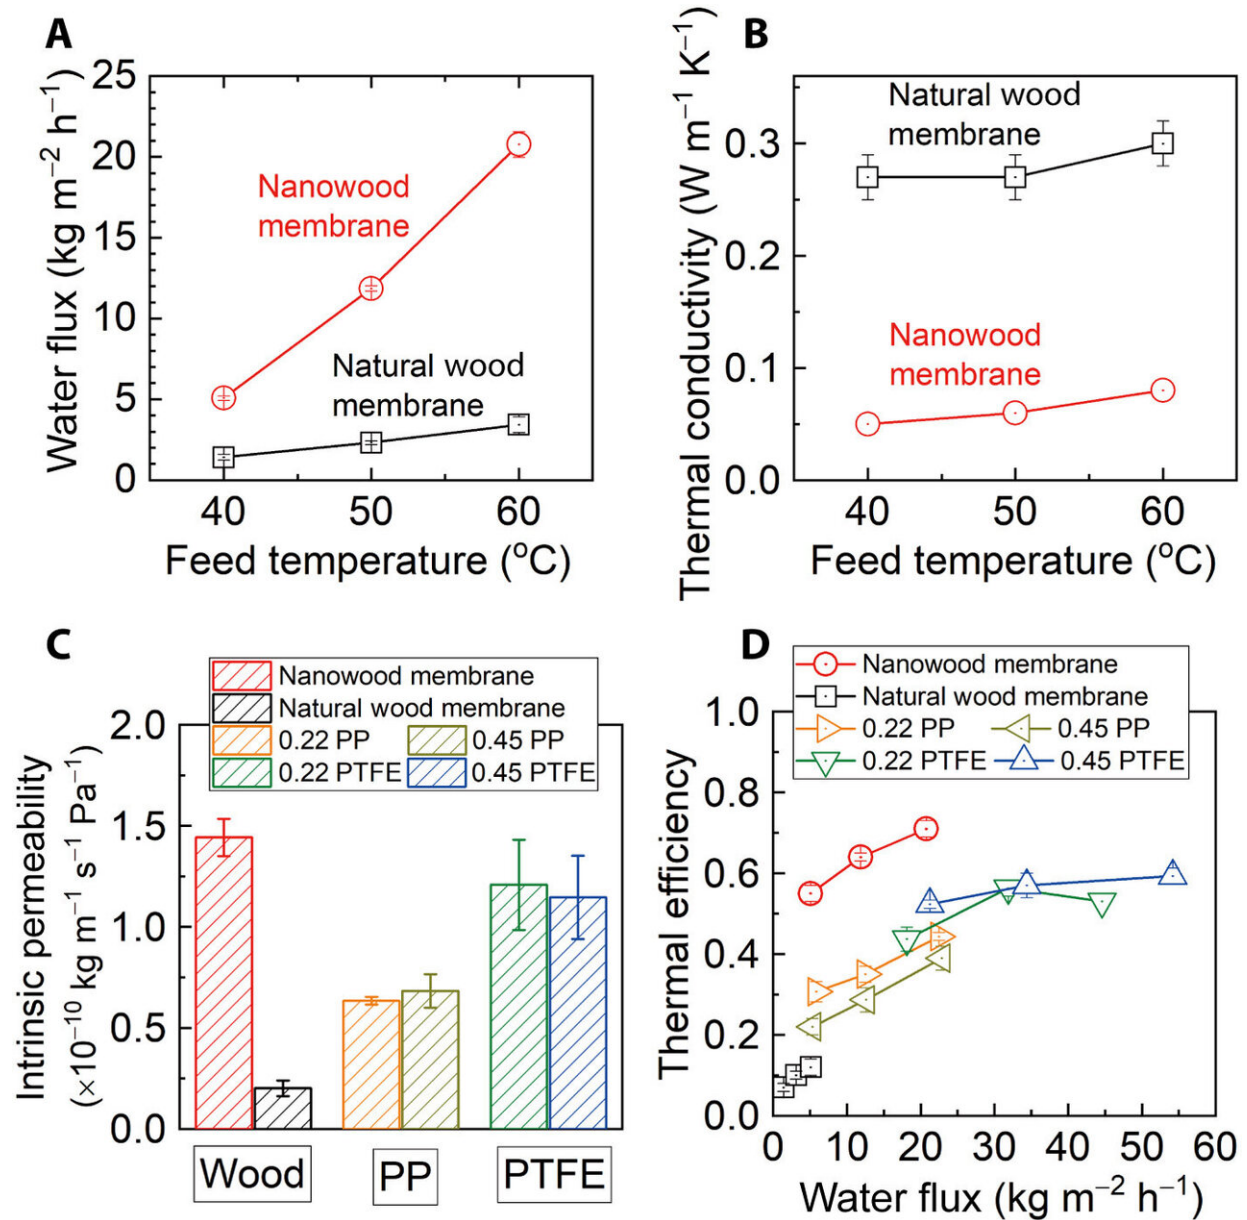 A
Water flux (kg m⁻² h⁻¹)
25
20
15
10
5
0
Nanowood
membrane
Natural wood
membrane
40 50 60
Feed temperature (°C)
B
Thermal conductivity (W m⁻¹ K⁻¹)
0.3
0.2
0.1
0.0
Natural wood
membrane
Nanowood
membrane
40 50 60
Feed temperature (°C)
C
Nanowood membrane
Natural wood membrane
0.22 PP 0.45 PP
0.22 PTFE 0.45 PTFE
Intrinsic permeability
(×10⁻¹⁰ kg m⁻¹ s⁻¹ Pa⁻¹)
2.0
1.5
1.0
0.5
0.0
Wood PP PTFE
D
Nanowood membrane
Natural wood membrane
0.22 PP 0.45 PP
0.22 PTFE 0.45 PTFE
Thermal efficiency
1.0
0.8
0.6
0.4
0.2
0.0
0 10 20 30 40 50 60
Water flux (kg m⁻² h⁻¹)